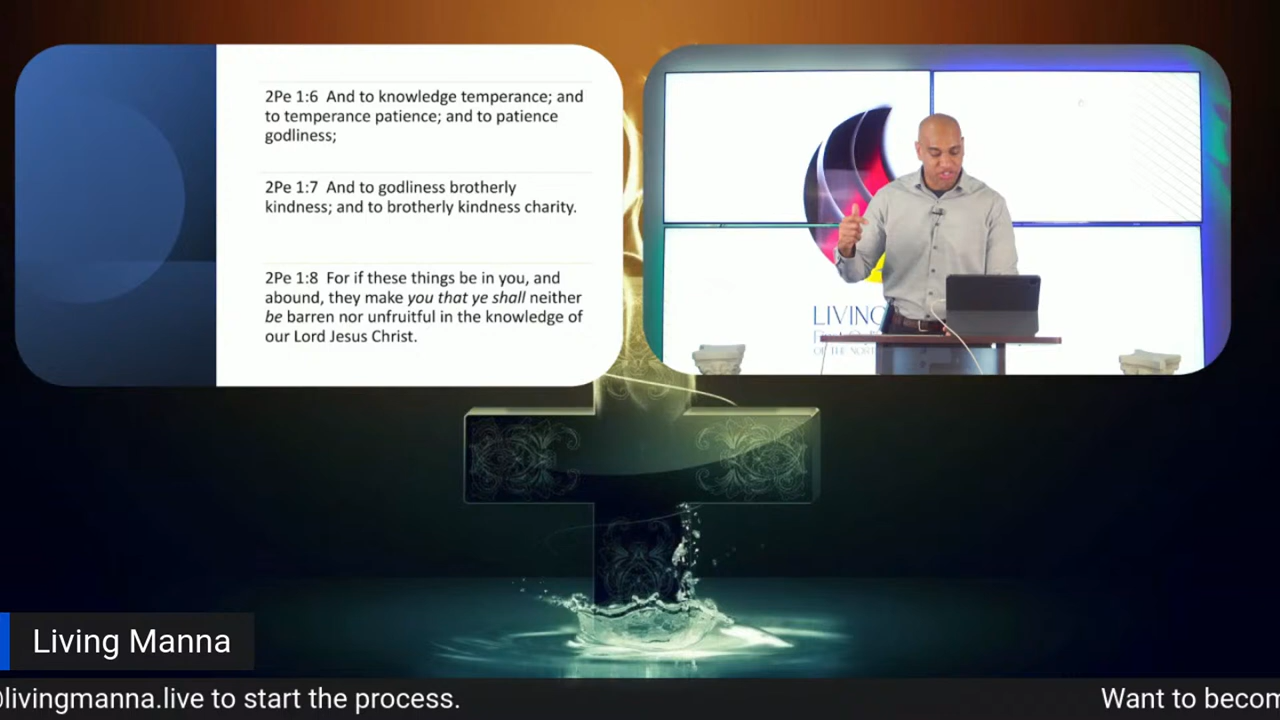 2Pe 1:6 And to knowledge temperance; and
to temperance patience; and to patience
godliness;
2Pe 1:7 And to godliness brotherly
kindness; and to brotherly kindness charity.
2Pe 1:8 For if these things be in you, and
abound, they make you that ye shall neither
be barren nor unfruitful in the knowledge of
our Lord Jesus Christ.
LIVING
OF THE
Living Manna
livingmanna.live to start the process.
Want to becom